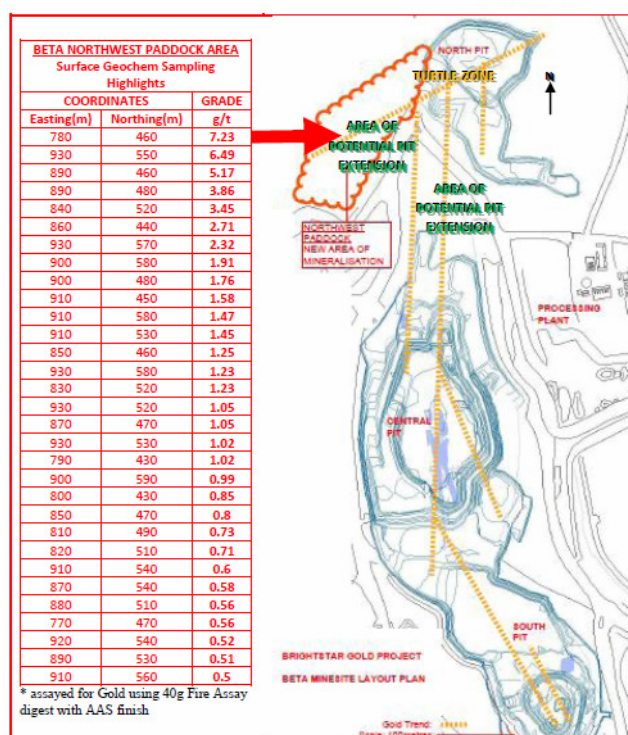 BETA NORTHWEST PADDOCK AREA
Surface Geochem Sampling
Highlights
COORDINATES GRADE
Easting(m) Northing(m) g/t
780 460 7.23
930 550 6.49
890 460 5.17
890 480 3.86
840 520 3.45
860 440 2.71
930 570 2.32
900 580 1.91
900 480 1.76
910 450 1.58
910 580 1.47
910 530 1.45
850 460 1.25
930 580 1.23
830 520 1.23
930 520 1.05
870 470 1.05
930 530 1.02
790 430 1.02
900 590 0.99
800 430 0.85
850 470 0.8
810 490 0.73
820 510 0.71
910 540 0.6
870 540 0.58
880 510 0.56
770 470 0.56
920 540 0.52
890 530 0.51
910 560 0.5
* assayed for Gold using 40g Fire Assay
digest with AAS finish
NORTH PIT
TURTLE ZONE
N
AREA OF
POTENTIAL PIT
EXTENSION
AREA OF
POTENTIAL PIT
EXTENSION
NORTHWEST
PADDOCK
NEW AREA OF
MINERALISATION
PROCESSING
PLANT
CENTRAL
PIT
SOUTH
PIT
BRIGHTSTAR GOLD PROJECT
BETA MINESITE LAYOUT PLAN
Gold Trend: